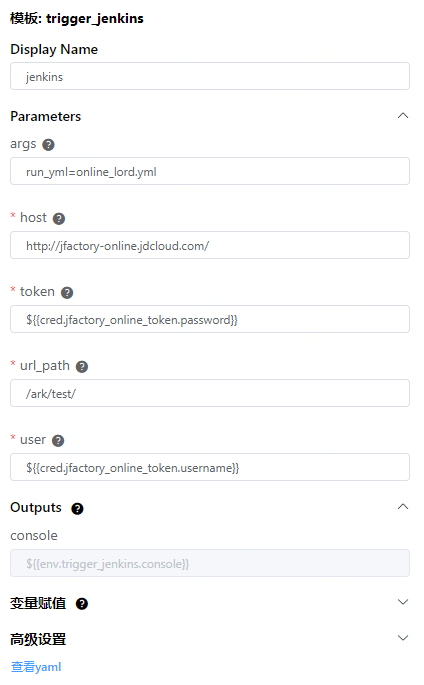 模板: trigger_jenkins
Display Name
jenkins
Parameters
args ?
run_yml=online_lord.yml
* host ?
http://jfactory-online.jdcloud.com/
* token ?
${{cred.jfactory_online_token.password}}
* url_path ?
/ark/test/
* user ?
${{cred.jfactory_online_token.username}}
Outputs ?
console
${{env.trigger_jenkins.console}}
变量赋值 ?
高级设置
查看yaml